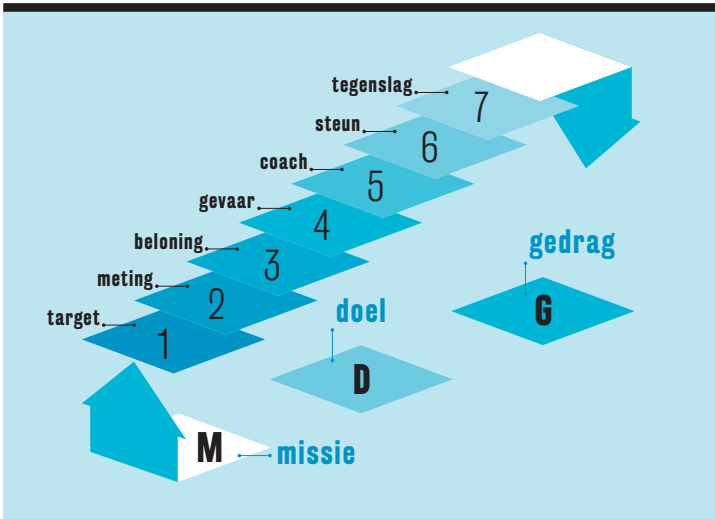 tegenslag
7
steun
6
coach
5
gevaar
4
beloning
3
meting
2
target
1
gedrag
G
doel
D
M
missie